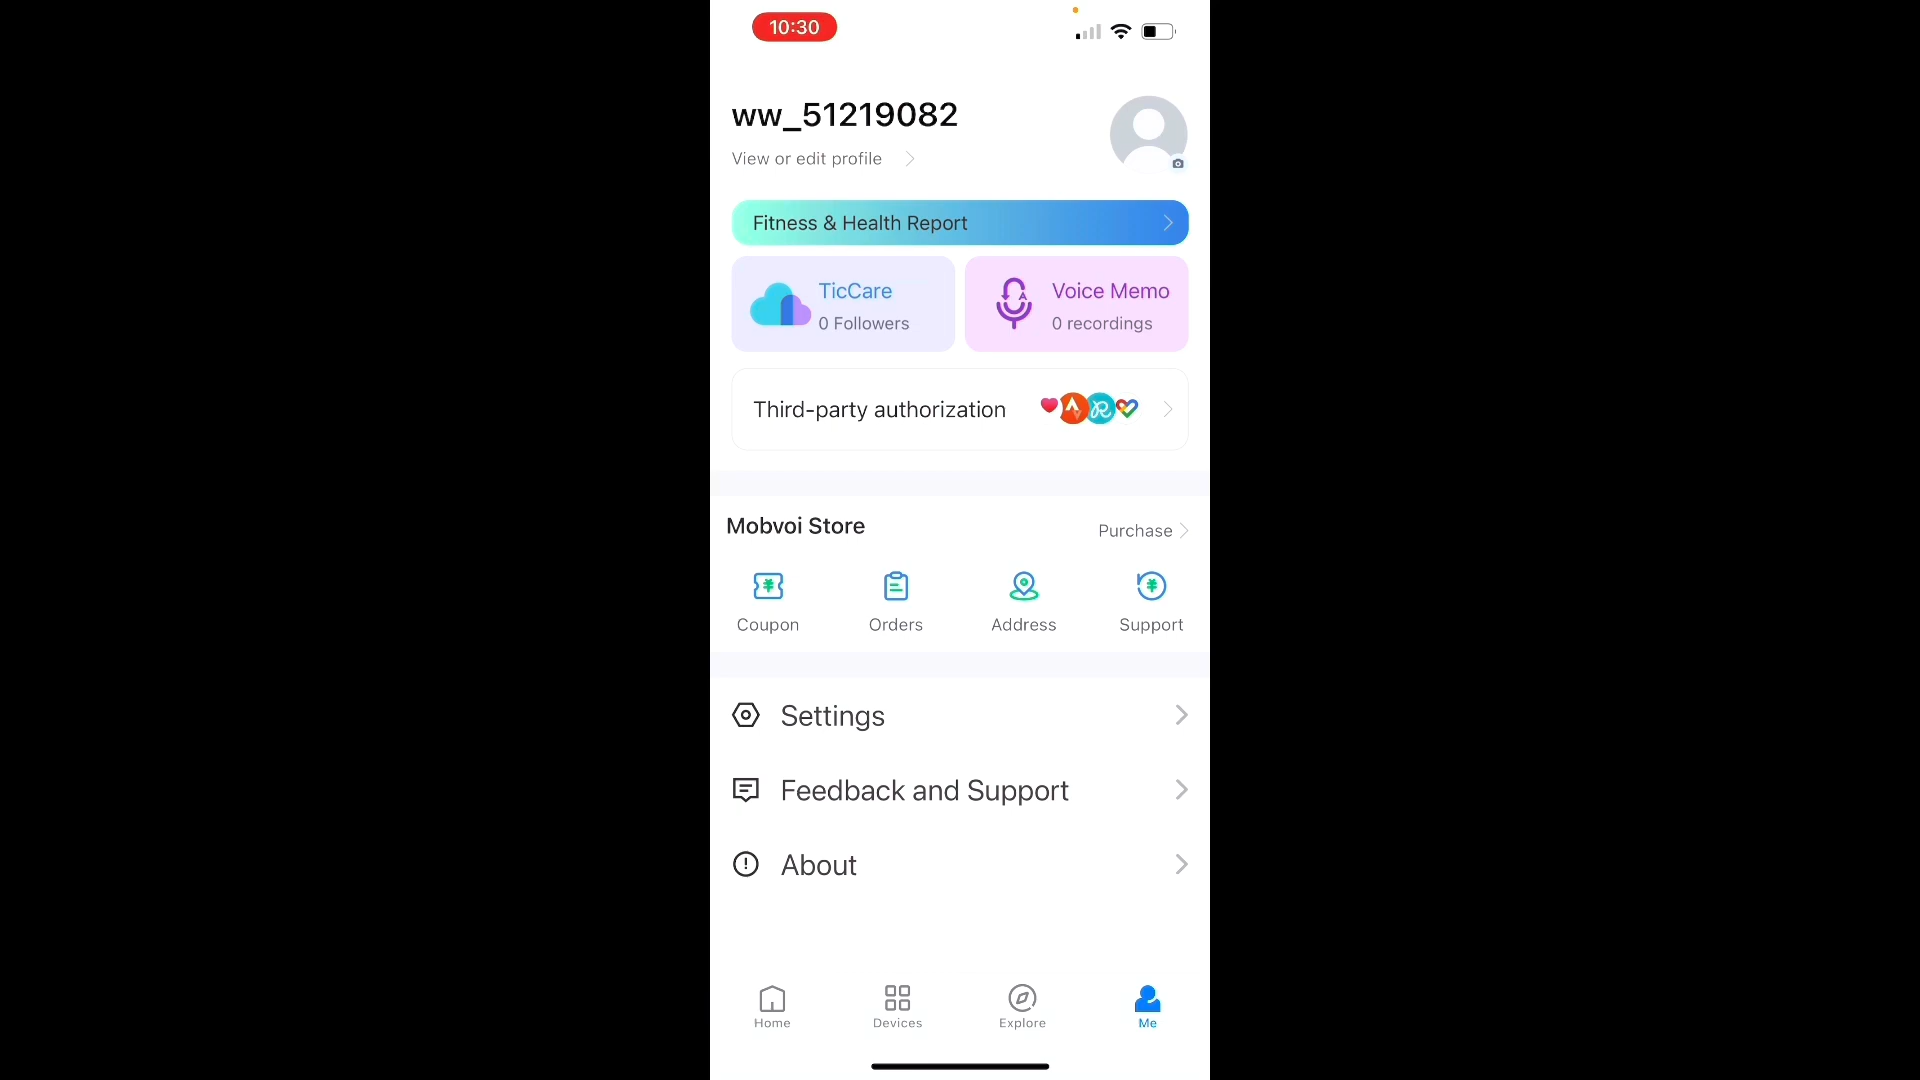 10:30
ww_51219082
View or edit profile
Fitness & Health Report
TicCare
0 Followers
Voice Memo
0 recordings
Third-party authorization
Mobvoi Store
Purchase
Coupon
Orders
Address
Support
Settings
Feedback and Support
About
Home
Devices
Explore
Me